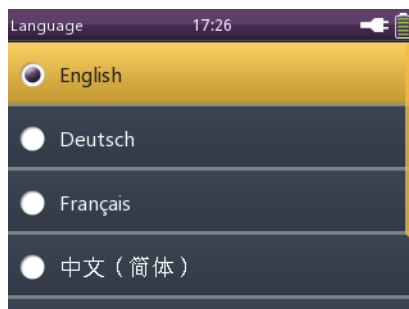 Language 17:26
English
Deutsch
Français
中文（简体）